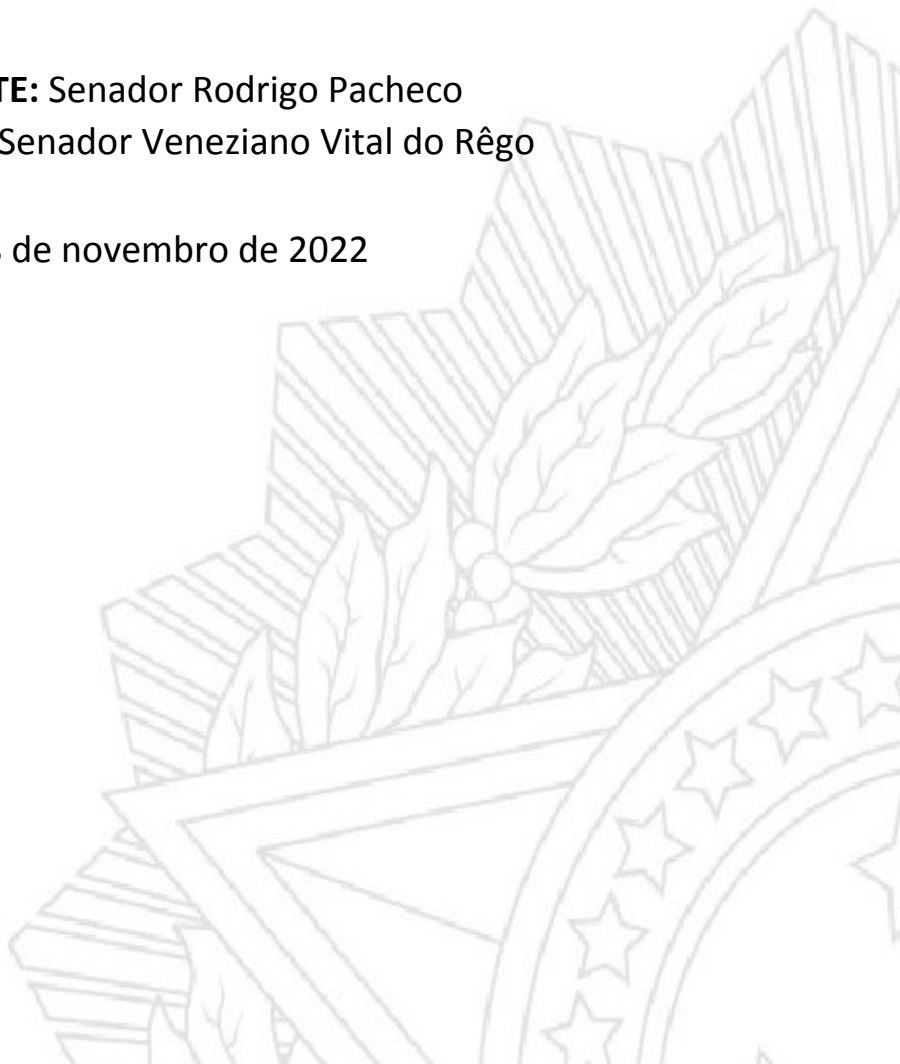 TE: Senador Rodrigo Pacheco
Senador Veneziano Vital do Rêgo
de novembro de 2022